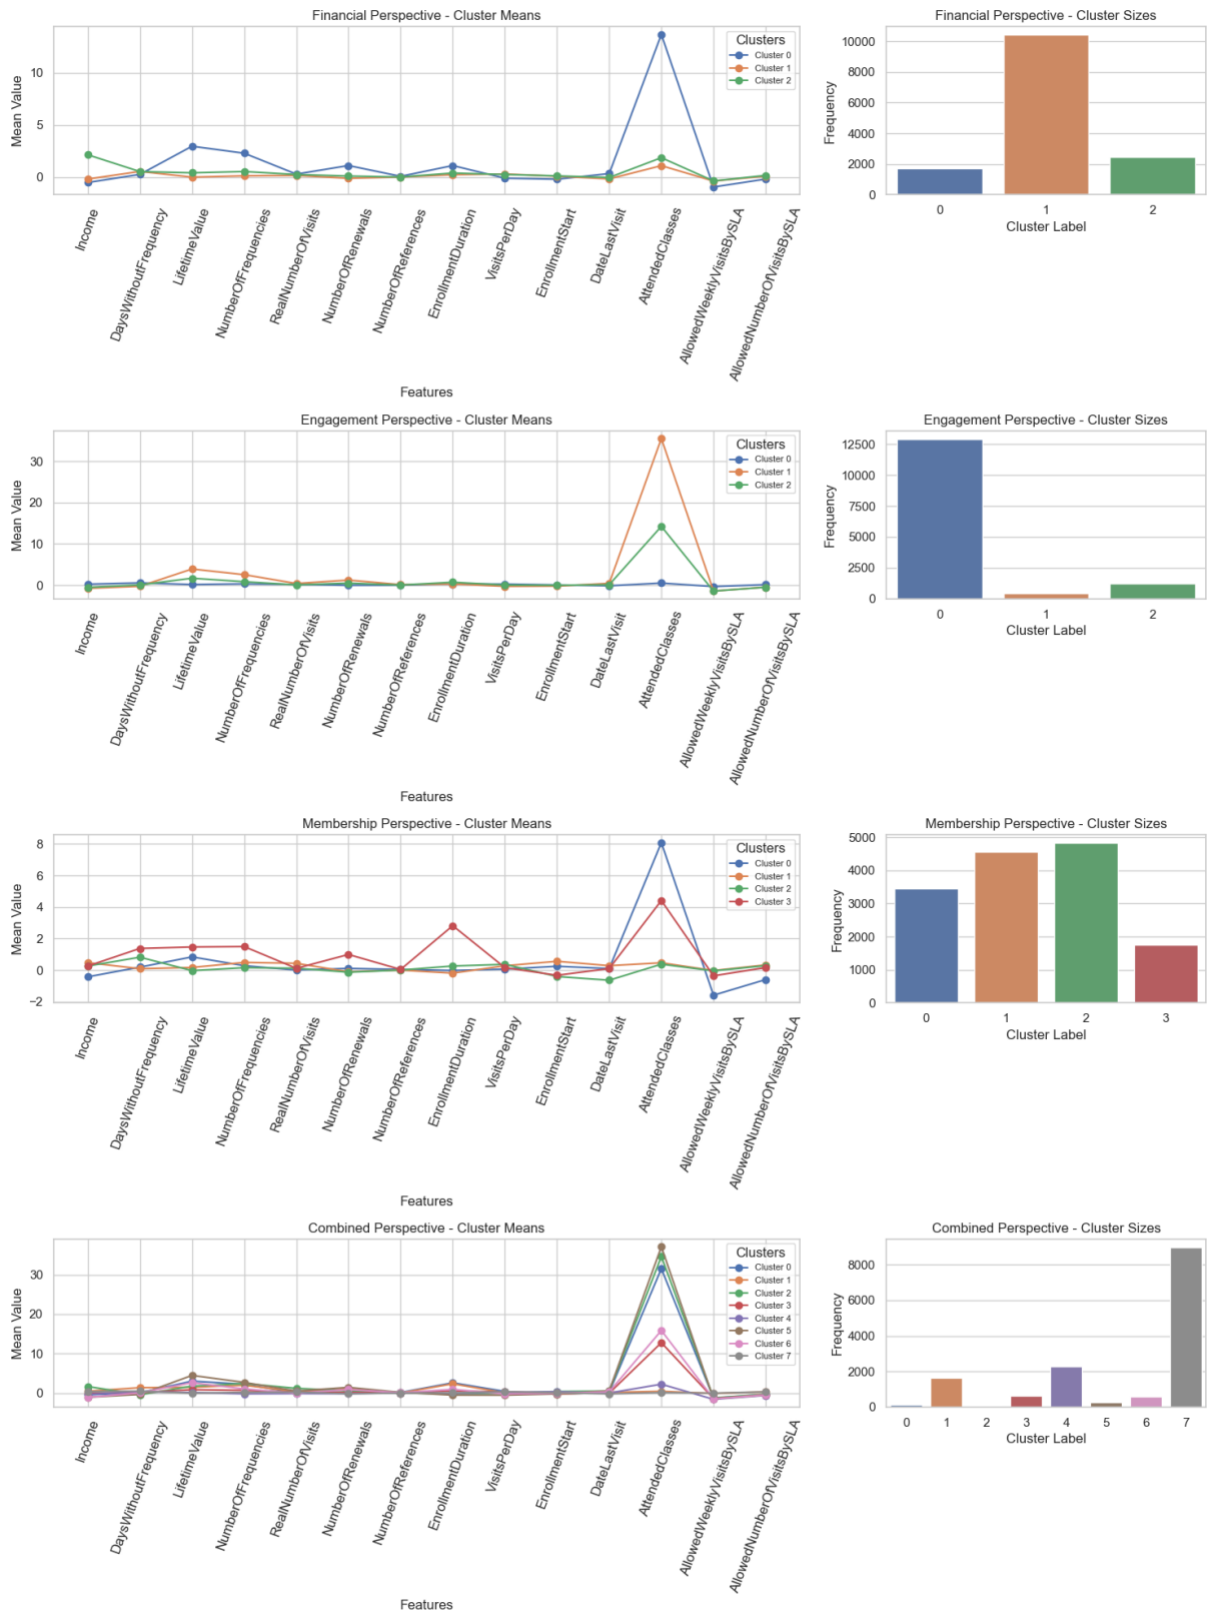 Financial Perspective - Cluster Means
Mean Value
10
5
0
Clusters
Cluster 0
Cluster 1
Cluster 2
Income
DaysWithoutFrequency
LifetimeValue
NumberOfFrequencies
RealNumberOfVisits
NumberOfRenewals
NumberOfReferences
EnrollmentDuration
VisitsPerDay
EnrollmentStart
DateLastVisit
AttendedClasses
AllowedWeeklyVisitsBySLA
AllowedNumberOfVisitsBySLA
Features
Financial Perspective - Cluster Sizes
Frequency
10000
8000
6000
4000
2000
0
0 1 2
Cluster Label
Engagement Perspective - Cluster Means
Mean Value
30
20
10
0
Clusters
Cluster 0
Cluster 1
Cluster 2
Income
DaysWithoutFrequency
LifetimeValue
NumberOfFrequencies
RealNumberOfVisits
NumberOfRenewals
NumberOfReferences
EnrollmentDuration
VisitsPerDay
EnrollmentStart
DateLastVisit
AttendedClasses
AllowedWeeklyVisitsBySLA
AllowedNumberOfVisitsBySLA
Features
Engagement Perspective - Cluster Sizes
Frequency
12500
10000
7500
5000
2500
0
0 1 2
Cluster Label
Membership Perspective - Cluster Means
Mean Value
8
6
4
2
0
−2
Clusters
Cluster 0
Cluster 1
Cluster 2
Cluster 3
Income
DaysWithoutFrequency
LifetimeValue
NumberOfFrequencies
RealNumberOfVisits
NumberOfRenewals
NumberOfReferences
EnrollmentDuration
VisitsPerDay
EnrollmentStart
DateLastVisit
AttendedClasses
AllowedWeeklyVisitsBySLA
AllowedNumberOfVisitsBySLA
Features
Membership Perspective - Cluster Sizes
Frequency
5000
4000
3000
2000
1000
0
0 1 2 3
Cluster Label
Combined Perspective - Cluster Means
Mean Value
30
20
10
0
Clusters
Cluster 0
Cluster 1
Cluster 2
Cluster 3
Cluster 4
Cluster 5
Cluster 6
Cluster 7
Income
DaysWithoutFrequency
LifetimeValue
NumberOfFrequencies
RealNumberOfVisits
NumberOfRenewals
NumberOfReferences
EnrollmentDuration
VisitsPerDay
EnrollmentStart
DateLastVisit
AttendedClasses
AllowedWeeklyVisitsBySLA
AllowedNumberOfVisitsBySLA
Features
Combined Perspective - Cluster Sizes
Frequency
8000
6000
4000
2000
0
0 1 2 3 4 5 6 7
Cluster Label